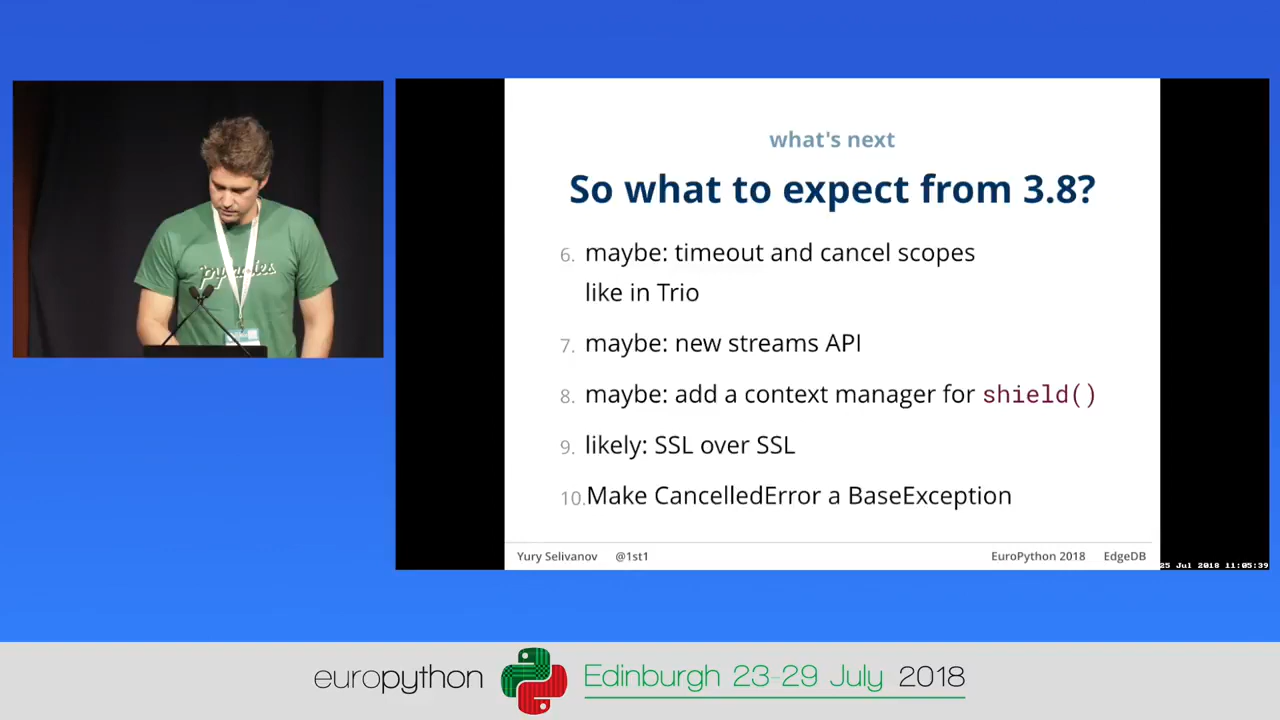 what's next
So what to expect from 3.8?
6. maybe: timeout and cancel scopes
like in Trio
7. maybe: new streams API
8. maybe: add a context manager for shield()
9. likely: SSL over SSL
10. Make CancelledError a BaseException
Yury Selivanov @1st1 EuroPython 2018 EdgeDB
25 Jul 2018 11:05:39
europython Edinburgh 23-29 July 2018